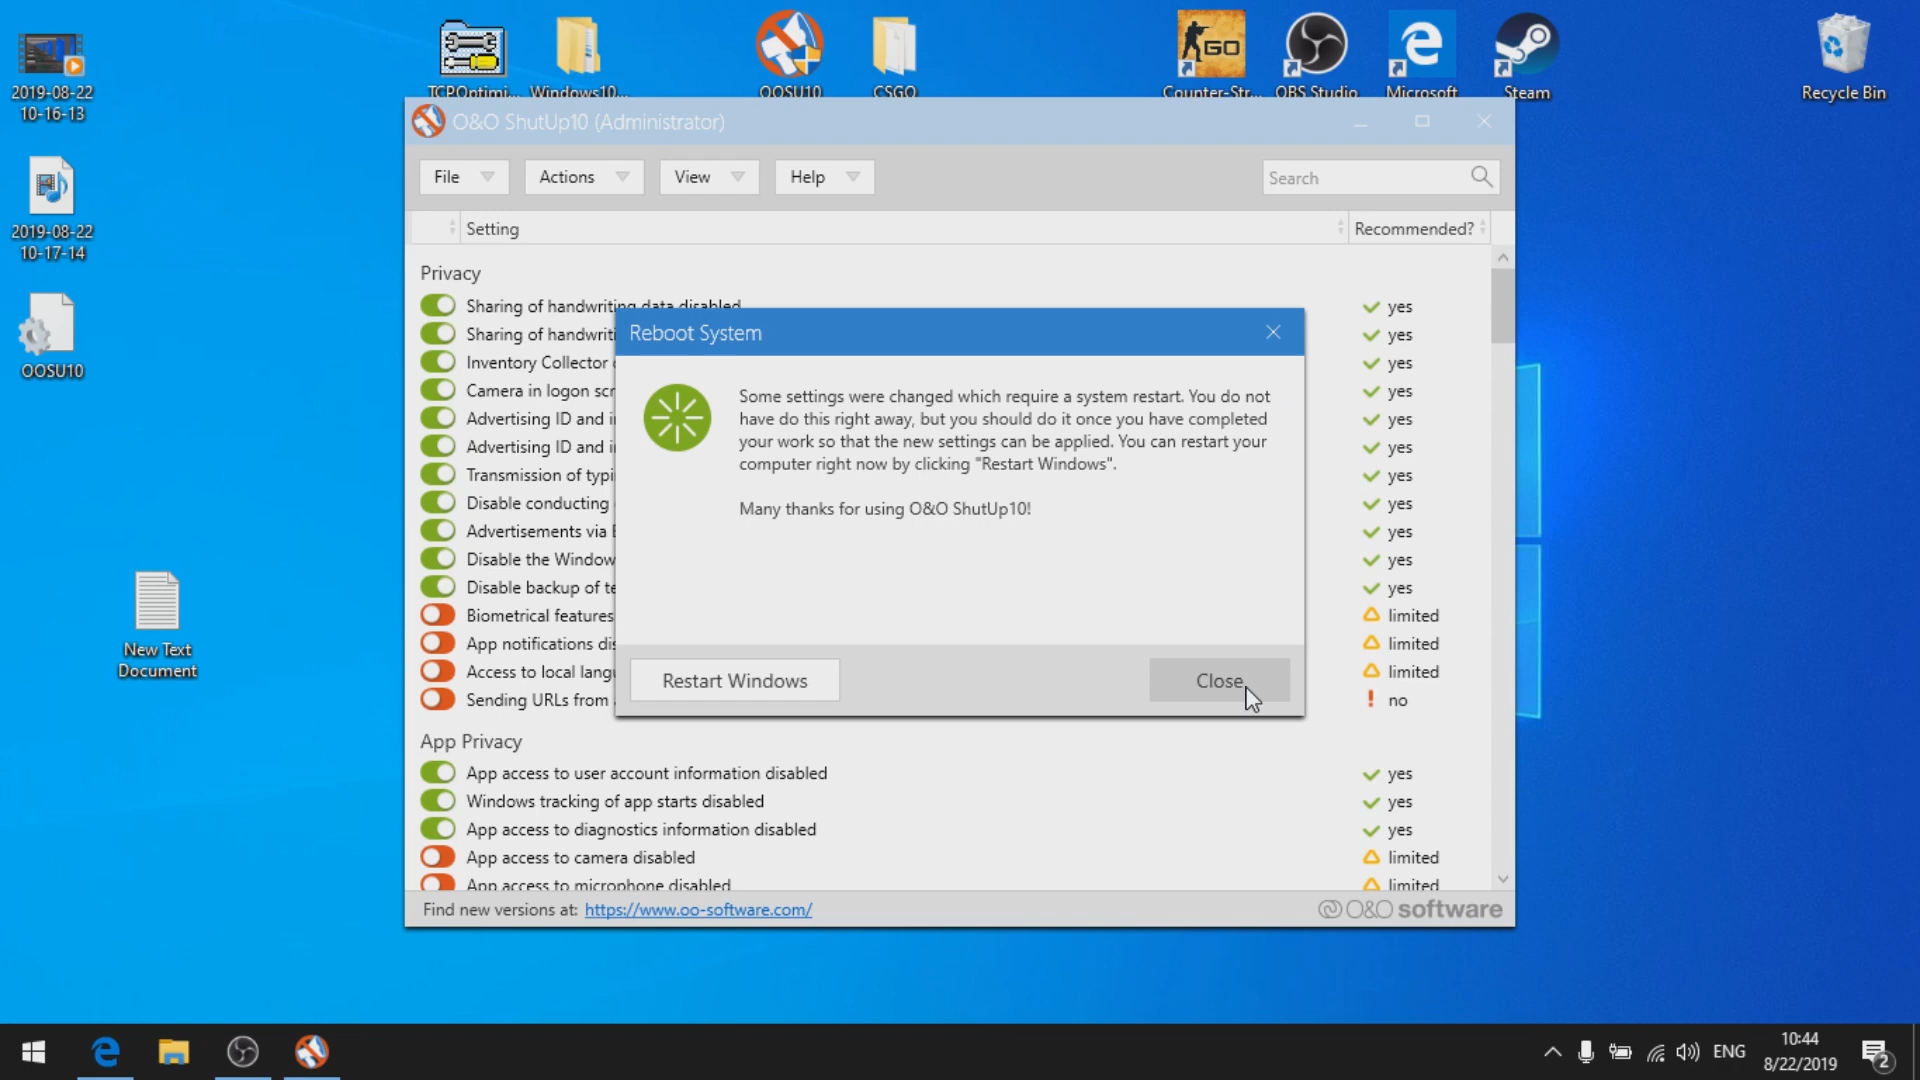 2019-08-22
10-16-13
2019-08-22
10-17-14
OOSU10
New Text
Document
TCPOptimi...
Windows10...
OOSU10
CSGO
GO
Counter-Str...
OBS Studio
Microsoft
Steam
Recycle Bin
O&O ShutUp10 (Administrator)
File
Actions
View
Help
Search
Setting
Recommended?
Privacy
Sharing of handwriting data disabled
yes
Sharing of handwriti
yes
Inventory Collector
yes
Camera in logon scr
yes
Advertising ID and i
yes
Advertising ID and i
yes
Transmission of typi
yes
Disable conducting
yes
Advertisements via
yes
Disable the Window
yes
Disable backup of te
yes
Biometrical features
limited
App notifications di
limited
Access to local lang
limited
Sending URLs from
no
Reboot System
Some settings were changed which require a system restart. You do not
have do this right away, but you should do it once you have completed
your work so that the new settings can be applied. You can restart your
computer right now by clicking "Restart Windows".
Many thanks for using O&O ShutUp10!
Restart Windows
Close
App Privacy
App access to user account information disabled
yes
Windows tracking of app starts disabled
yes
App access to diagnostics information disabled
yes
App access to camera disabled
limited
App access to microphone disabled
limited
Find new versions at: https://www.oo-software.com/
O&O software
ENG
10:44
8/22/2019
2